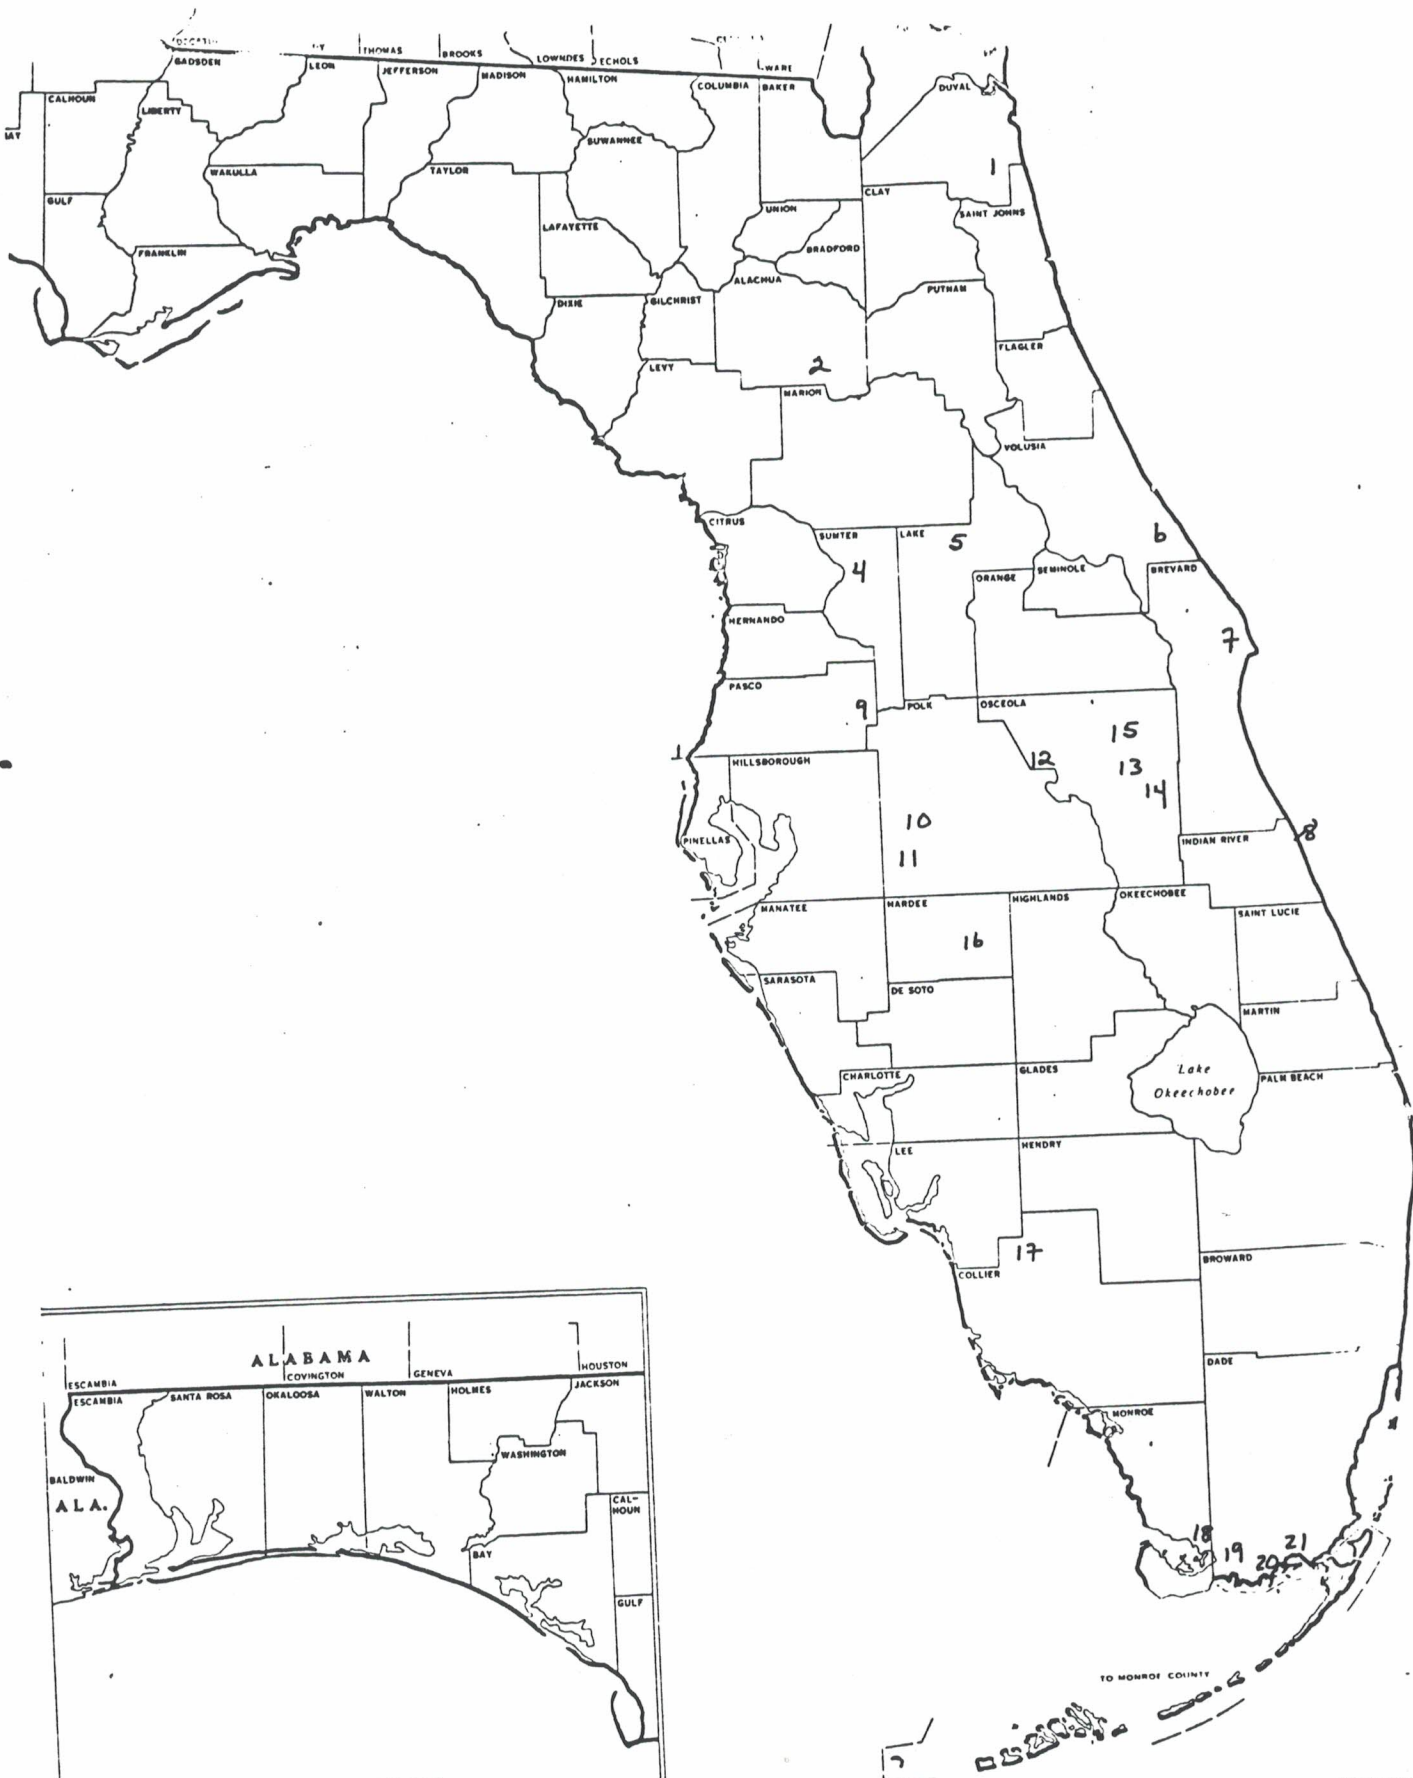 THOMAS
BROOKS
LOWNDES
ECHOLS
WARE
GADSDEN
LEON
JEFFERSON
MADISON
HAMILTON
COLUMBIA
BAKER
DUVAL
CALHOUN
LIBERTY
SUWANNEE
1
WAKULLA
TAYLOR
CLAY
GULF
UNION
SAINT JOHNS
LAFAYETTE
BRADFORD
FRANKLIN
ALACHUA
PUTNAM
DIXIE
GILCHRIST
FLAGLER
LEVY
2
MARION
VOLUSIA
CITRUS
SUMTER
LAKE
5
6
4
ORANGE
SEMINOLE
BREVARD
HERNANDO
7
PASCO
9
POLK
OSCEOLA
15
1
HILLSBOROUGH
12
13
14
10
PINELLAS
INDIAN RIVER
8
11
MANATEE
HARDEE
HIGHLANDS
OKEECHOBEE
SAINT LUCIE
16
SARASOTA
DE SOTO
MARTIN
CHARLOTTE
GLADES
Lake
Okeechobee
PALM BEACH
LEE
HENDRY
17
COLLIER
BROWARD
DADE
MONROE
18
19
20
21
TO MONROE COUNTY
ALABAMA
ESCAMBIA
COVINGTON
GENEVA
HOUSTON
ESCAMBIA
SANTA ROSA
OKALOOSA
WALTON
HOLMES
JACKSON
WASHINGTON
BALDWIN
ALA.
CAL-
HOUN
BAY
GULF